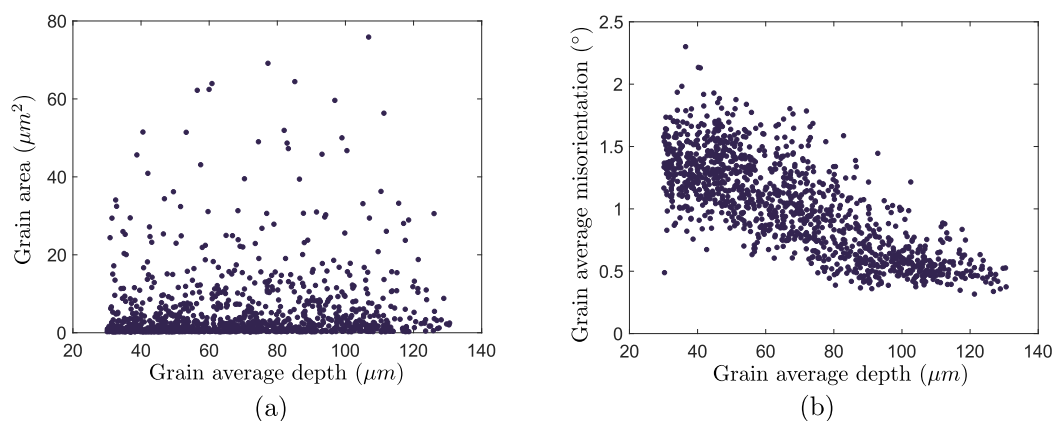 80
60
40
20
0
Grain area (μm²)
20 40 60 80 100 120 140
Grain average depth (μm)
(a)
2.5
2
1.5
1
0.5
0
Grain average misorientation (°)
20 40 60 80 100 120 140
Grain average depth (μm)
(b)